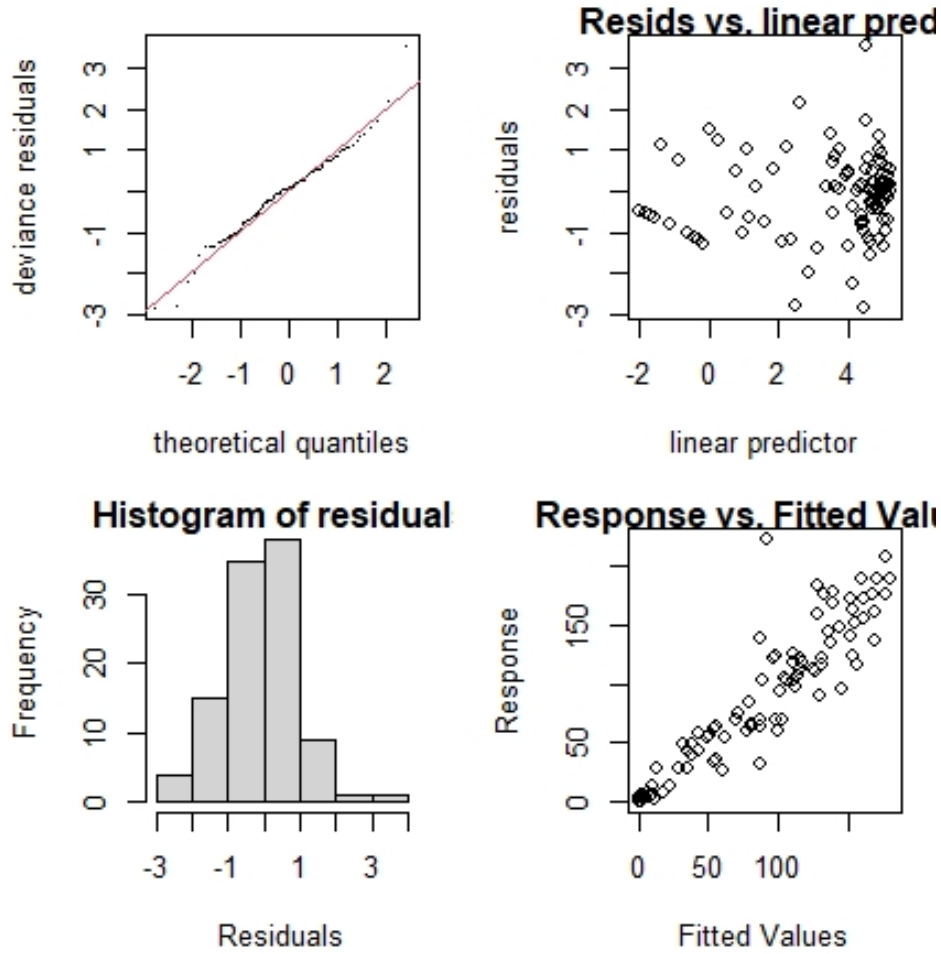 deviance residuals
3
2
1
-1
-3
-2 -1 0 1 2
theoretical quantiles
Resids vs. linear pred
residuals
3
2
1
-1
-3
-2 0 2 4
linear predictor
Histogram of residual
Frequency
30
20
10
0
-3 -1 1 3
Residuals
Response vs. Fitted Valu
Response
150
50
0
0 50 100
Fitted Values